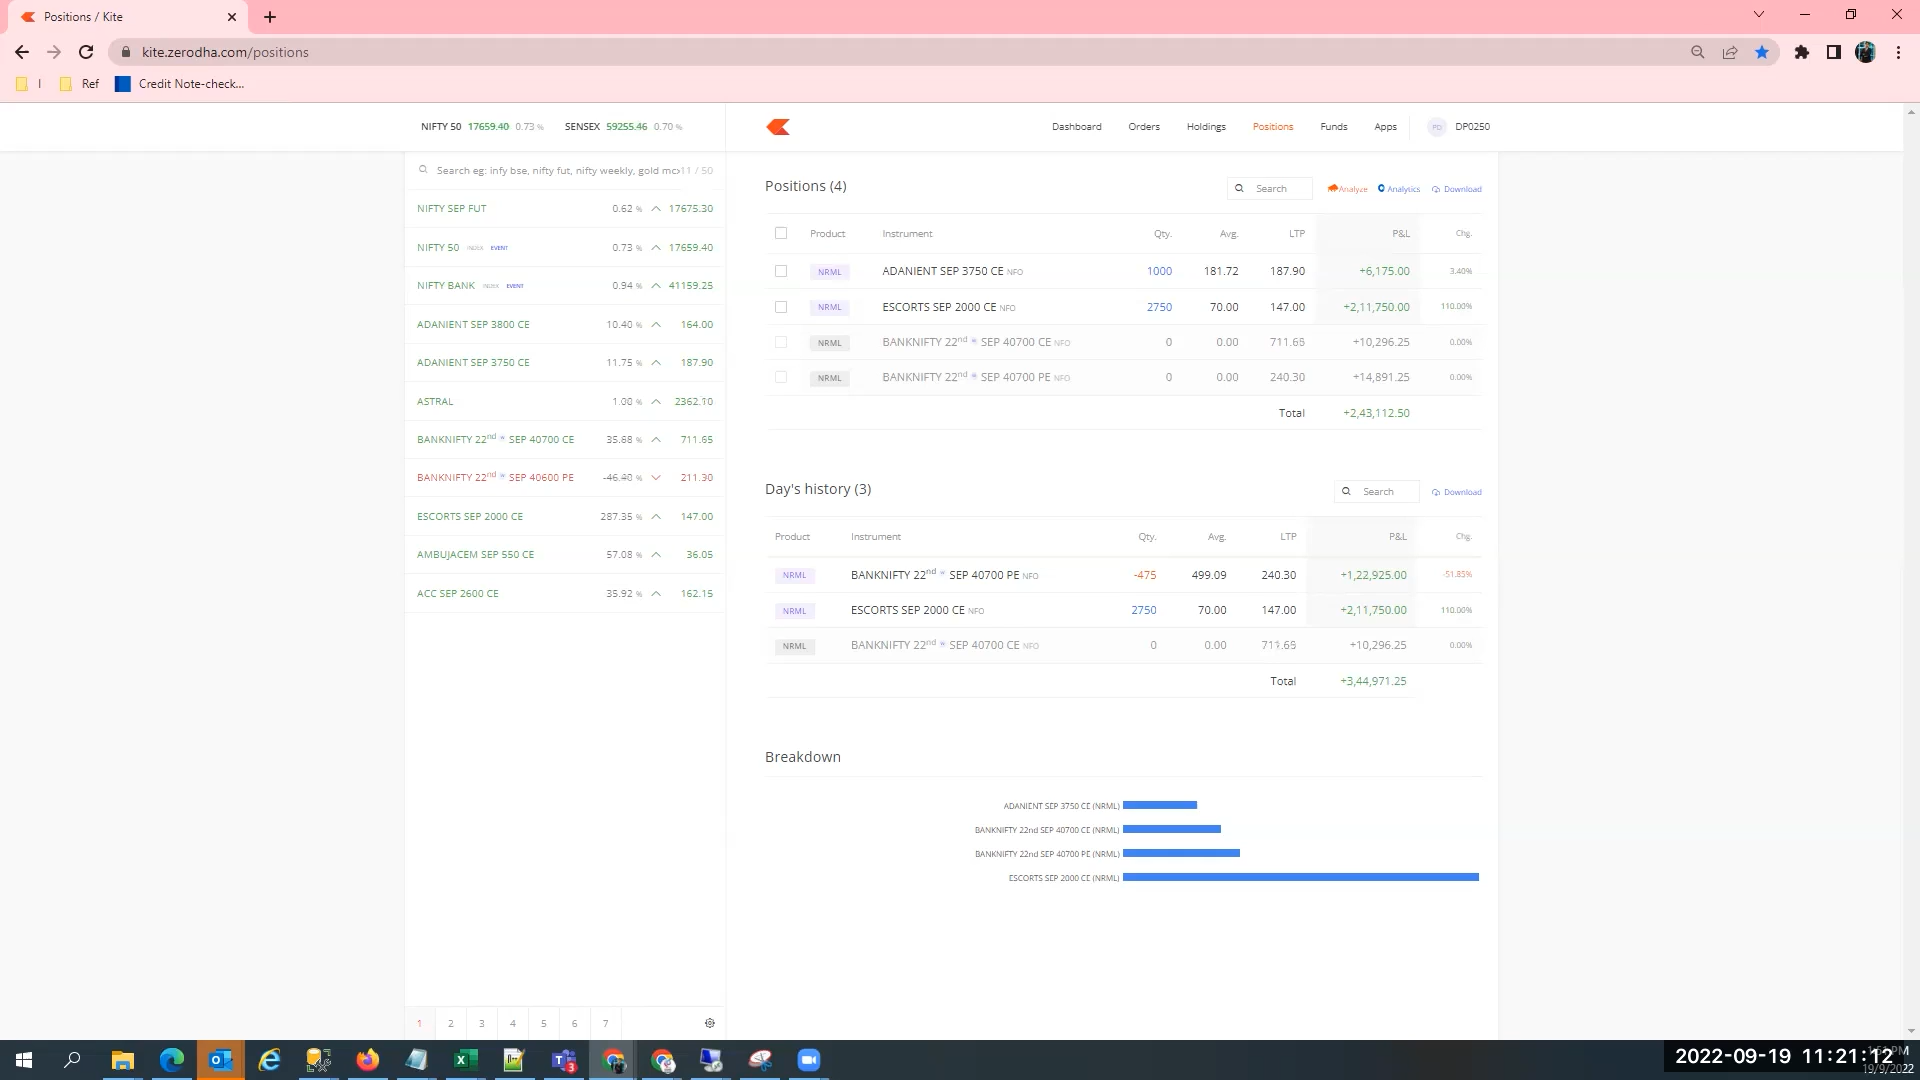 Positions / Kite
kite.zerodha.com/positions
I
Ref
Credit Note-check...
NIFTY 50 17659.40 0.73 %
SENSEX 59255.46 0.70 %
Dashboard
Orders
Holdings
Positions
Funds
Apps
PD
DP0250
Search eg: infy bse, nifty fut, nifty weekly, gold mcx 11 / 50
NIFTY SEP FUT 0.62 % 17675.30
NIFTY 50 INDEX EVENT 0.73 % 17659.40
NIFTY BANK INDEX EVENT 0.94 % 41159.25
ADANIENT SEP 3800 CE 10.40 % 164.00
ADANIENT SEP 3750 CE 11.75 % 187.90
ASTRAL 1.00 % 2362.10
BANKNIFTY 22nd w SEP 40700 CE 35.68 % 711.65
BANKNIFTY 22nd w SEP 40600 PE -46.40 % 211.30
ESCORTS SEP 2000 CE 287.35 % 147.00
AMBUJACEM SEP 550 CE 57.08 % 36.05
ACC SEP 2600 CE 35.92 % 162.15
1 2 3 4 5 6 7
Positions (4)
Search
Analyze
Analytics
Download
Product Instrument Qty. Avg. LTP P&L Chg.
NRML ADANIENT SEP 3750 CE NFO 1000 181.72 187.90 +6,175.00 3.40%
NRML ESCORTS SEP 2000 CE NFO 2750 70.00 147.00 +2,11,750.00 110.00%
NRML BANKNIFTY 22nd w SEP 40700 CE NFO 0 0.00 711.65 +10,296.25 0.00%
NRML BANKNIFTY 22nd w SEP 40700 PE NFO 0 0.00 240.30 +14,891.25 0.00%
Total +2,43,112.50
Day's history (3)
Search
Download
Product Instrument Qty. Avg. LTP P&L Chg.
NRML BANKNIFTY 22nd w SEP 40700 PE NFO -475 499.09 240.30 +1,22,925.00 -51.85%
NRML ESCORTS SEP 2000 CE NFO 2750 70.00 147.00 +2,11,750.00 110.00%
NRML BANKNIFTY 22nd w SEP 40700 CE NFO 0 0.00 711.65 +10,296.25 0.00%
Total +3,44,971.25
Breakdown
ADANIENT SEP 3750 CE (NRML)
BANKNIFTY 22nd SEP 40700 CE (NRML)
BANKNIFTY 22nd SEP 40700 PE (NRML)
ESCORTS SEP 2000 CE (NRML)
2022-09-19 11:21:12
19/9/2022